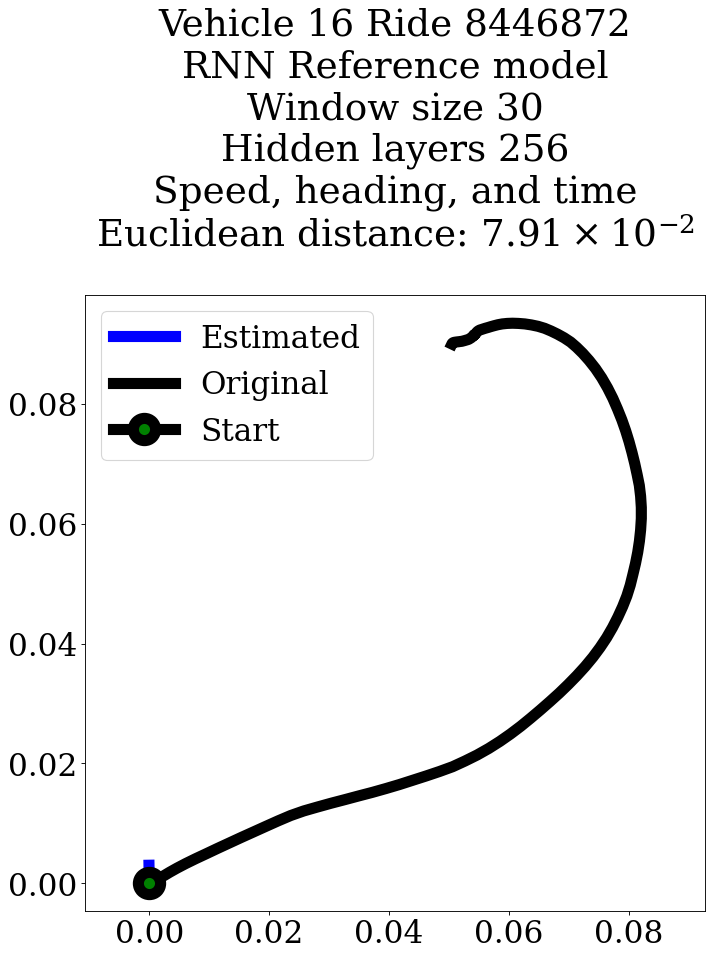 Vehicle 16 Ride 8446872
RNN Reference model
Window size 30
Hidden layers 256
Speed, heading, and time
Euclidean distance: 7.91 × 10⁻²
Estimated
Original
Start
0.08
0.06
0.04
0.02
0.00
0.00 0.02 0.04 0.06 0.08